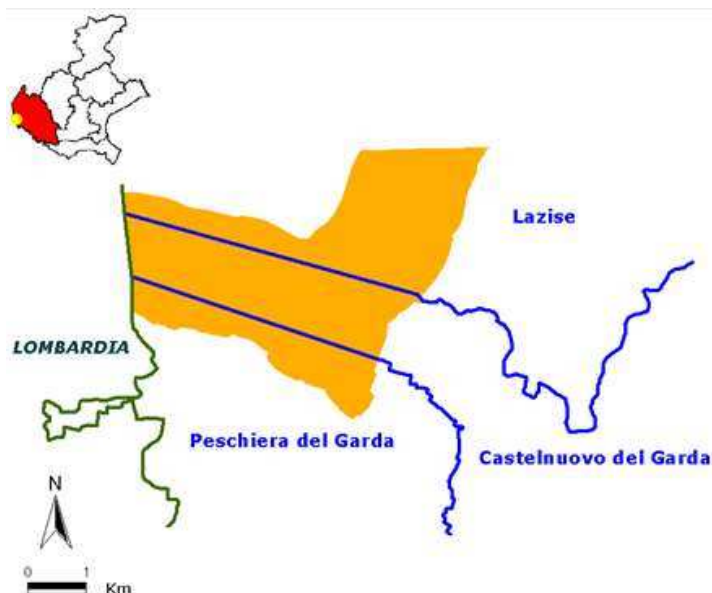 Lazise
LOMBARDIA
Peschiera del Garda
Castelnuovo del Garda
N
0 1
Km